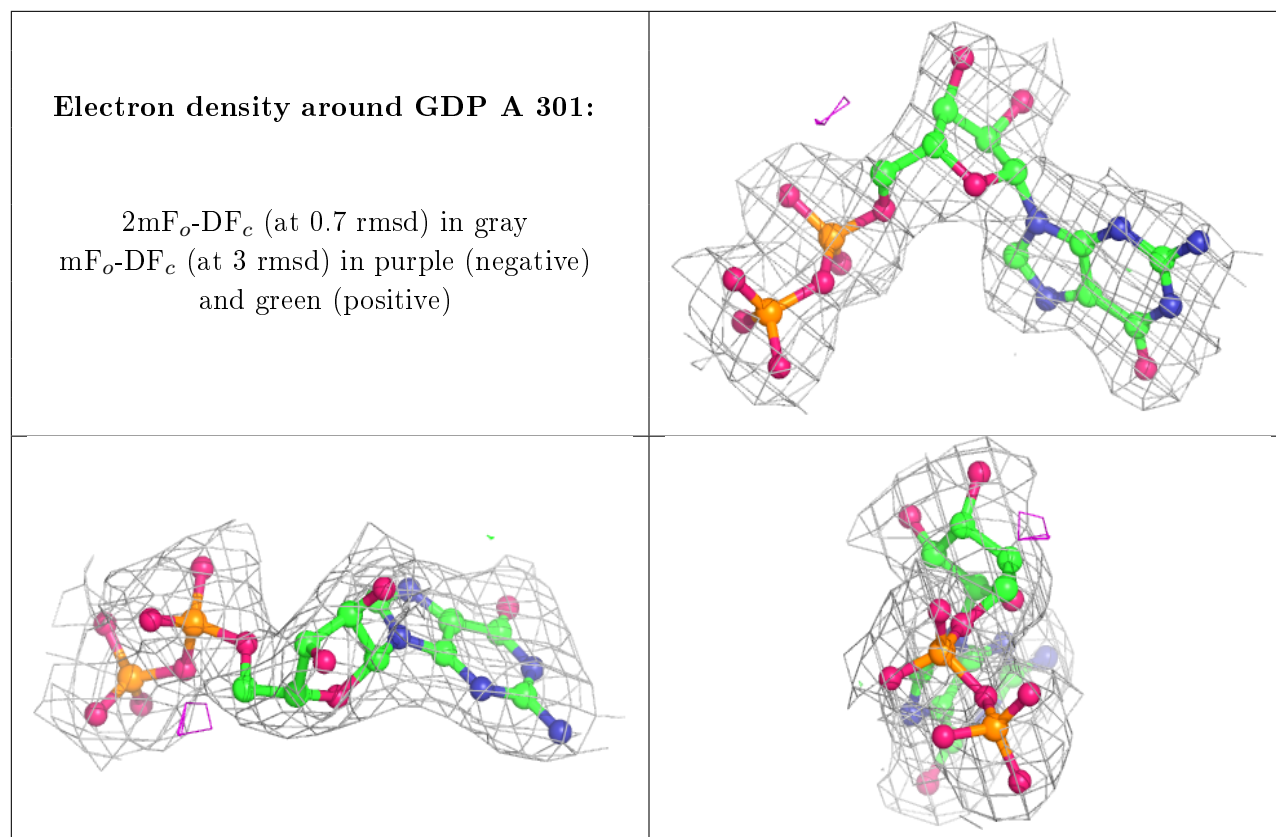 Electron density around GDP A 301:
2mFₒ-DF𝒸 (at 0.7 rmsd) in gray
mFₒ-DF𝒸 (at 3 rmsd) in purple (negative)
and green (positive)